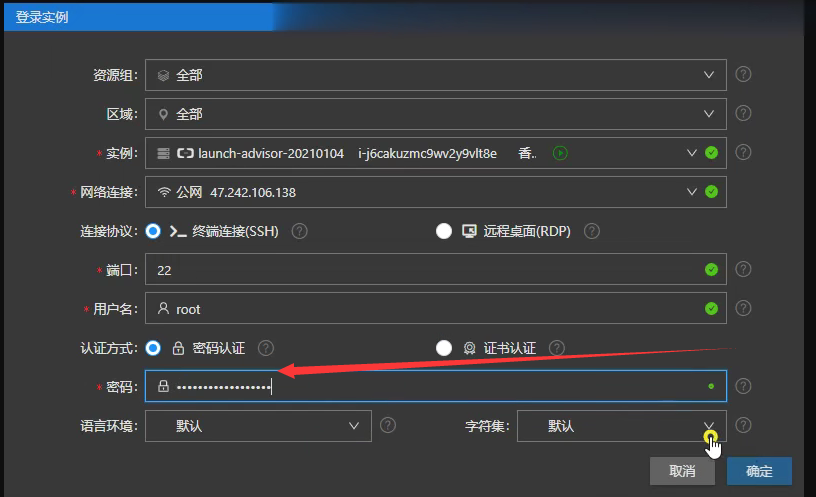 登录实例
资源组: 全部
区域: 全部
* 实例: launch-advisor-20210104 i-j6cakuzmc9wv2y9vlt8e 香..
* 网络连接: 公网 47.242.106.138
连接协议: 终端连接(SSH) 远程桌面(RDP)
* 端口: 22
* 用户名: root
认证方式: 密码认证 证书认证
* 密码: ••••••••••••••••••
语言环境: 默认 字符集: 默认
取消 确定